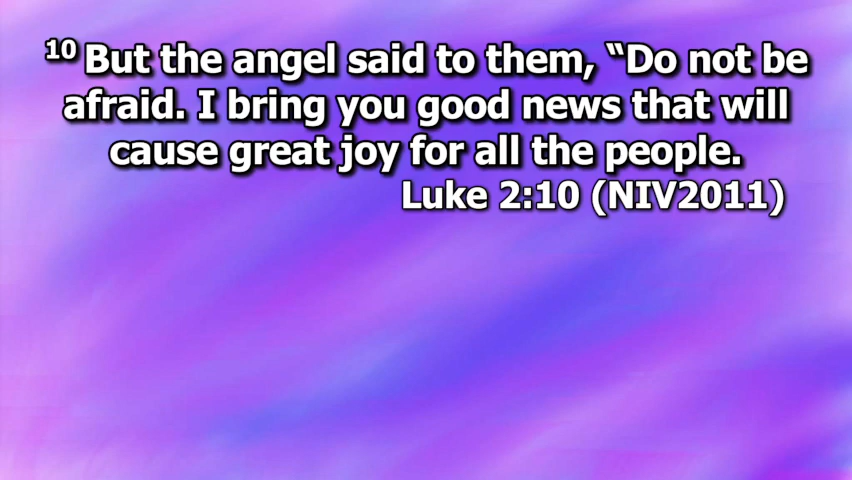 10 But the angel said to them, “Do not be
afraid. I bring you good news that will
cause great joy for all the people.
Luke 2:10 (NIV2011)